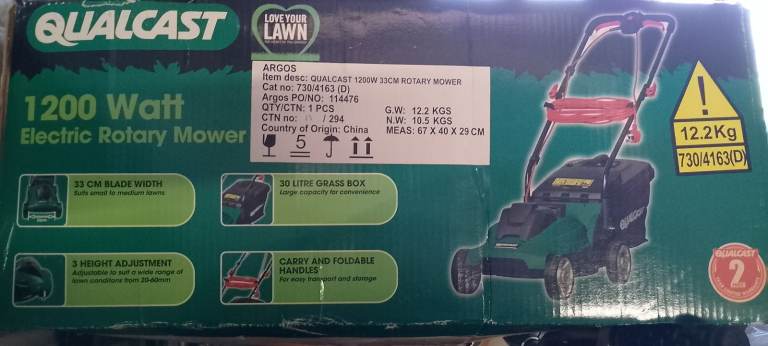 QUALCAST
LOVE YOUR
LAWN
1200 Watt
Electric Rotary Mower
ARGOS
Item desc: QUALCAST 1200W 33CM ROTARY MOWER
Cat no: 730/4163 (D)
Argos PO/NO: 114476
QTY/CTN: 1 PCS
CTN no: / 294
Country of Origin: China
G.W: 12.2 KGS
N.W: 10.5 KGS
MEAS: 67 X 40 X 29 CM
5
!
12.2Kg
730/4163(D)
33 CM BLADE WIDTH
Suits small to medium lawns
30 LITRE GRASS BOX
Large capacity for convenience
3 HEIGHT ADJUSTMENT
Adjustable to suit a wide range of
lawn conditons from 20-60mm
CARRY AND FOLDABLE
HANDLES
For easy transport and storage
QUALCAST
QUALCAST
2